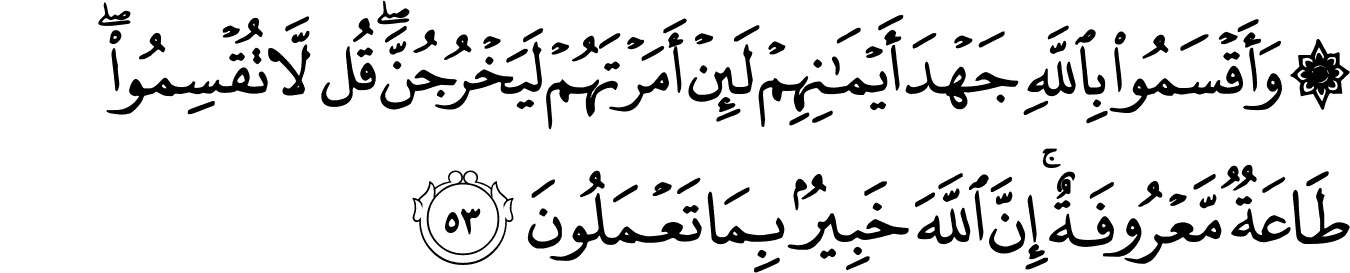 ۞ وَأَقۡسَمُواْ بِٱللَّهِ جَهۡدَ أَيۡمَٰنِهِمۡ لَئِنۡ أَمَرۡتَهُمۡ لَيَخۡرُجُنَّۖ قُل لَّا تُقۡسِمُواْۖ
طَاعَةٞ مَّعۡرُوفَةٌۚ إِنَّ ٱللَّهَ خَبِيرُۢ بِمَا تَعۡمَلُونَ ٥٣